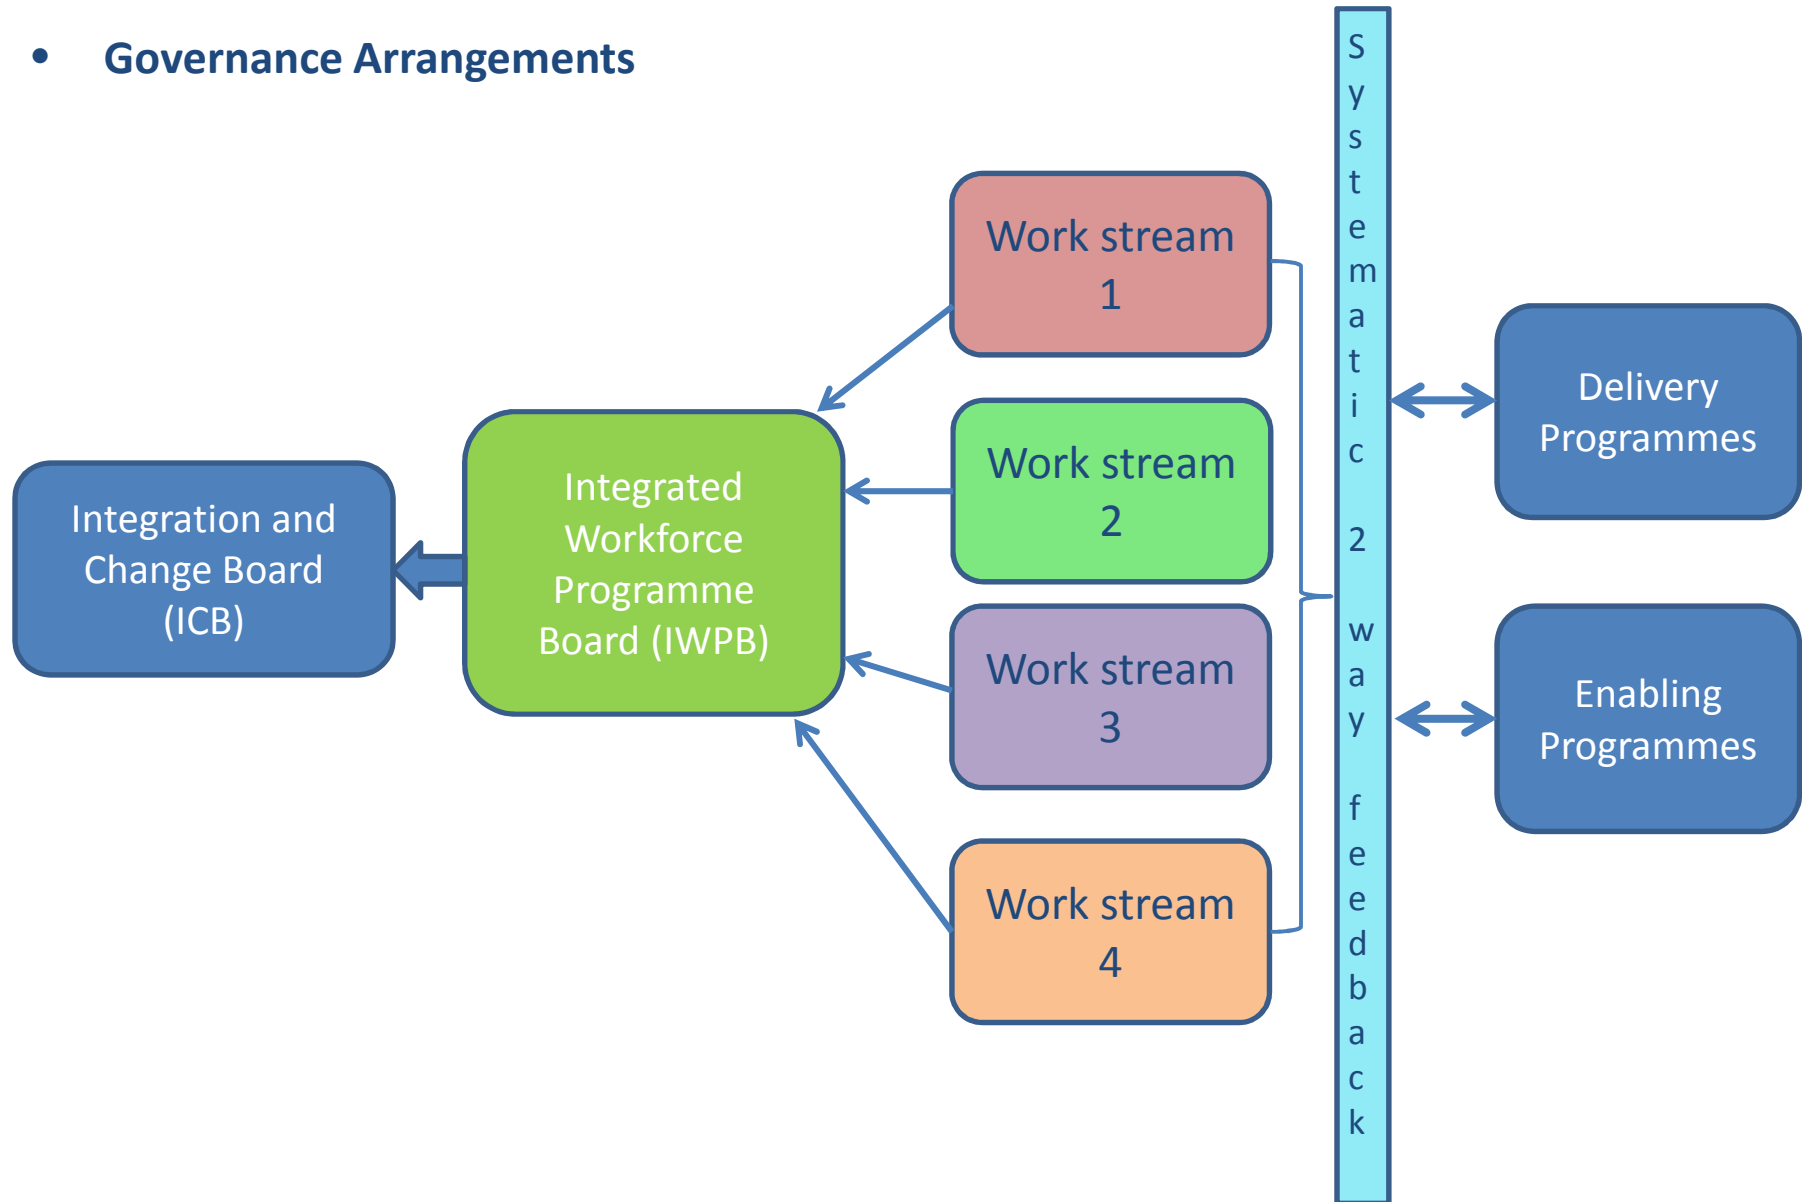 • Governance Arrangements
Integration and
Change Board
(ICB)
Integrated
Workforce
Programme
Board (IWPB)
Work stream
1
Work stream
2
Work stream
3
Work stream
4
Systematic 2 way feedback
Delivery
Programmes
Enabling
Programmes